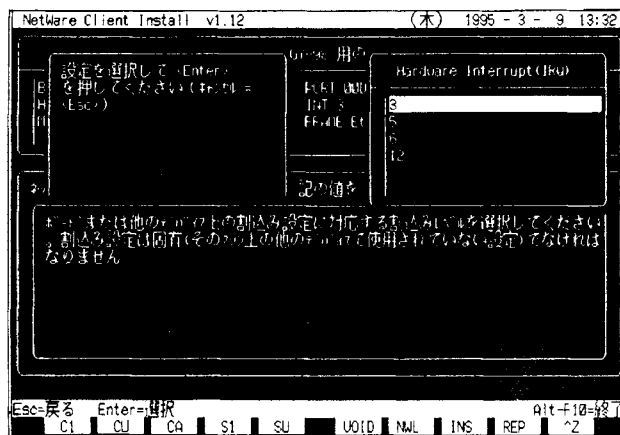 NetWare Client Install v1.12 (木) 1995 - 3 - 9 13:32
用の
設定を選択して <Enter>
を押してください (ｷｬﾝｾﾙ =
<Esc>)
Hardware Interrupt(IRQ)
B
H
M
PORT
INT 3
FRAME Et
3
5
6
12
記の値を
ﾎﾞｰﾄﾞまたは他のﾃﾞﾊﾞｲｽ上の割込み設定に対応する割込みﾚﾍﾞﾙを選択してください
。割込み設定は固有(その上の他のﾃﾞﾊﾞｲｽで使用されていない設定)でなければ
なりません
Esc=戻る Enter=選択 Alt-F10=終了
C1 CU CA S1 SU VOID NWL INS REP ^Z